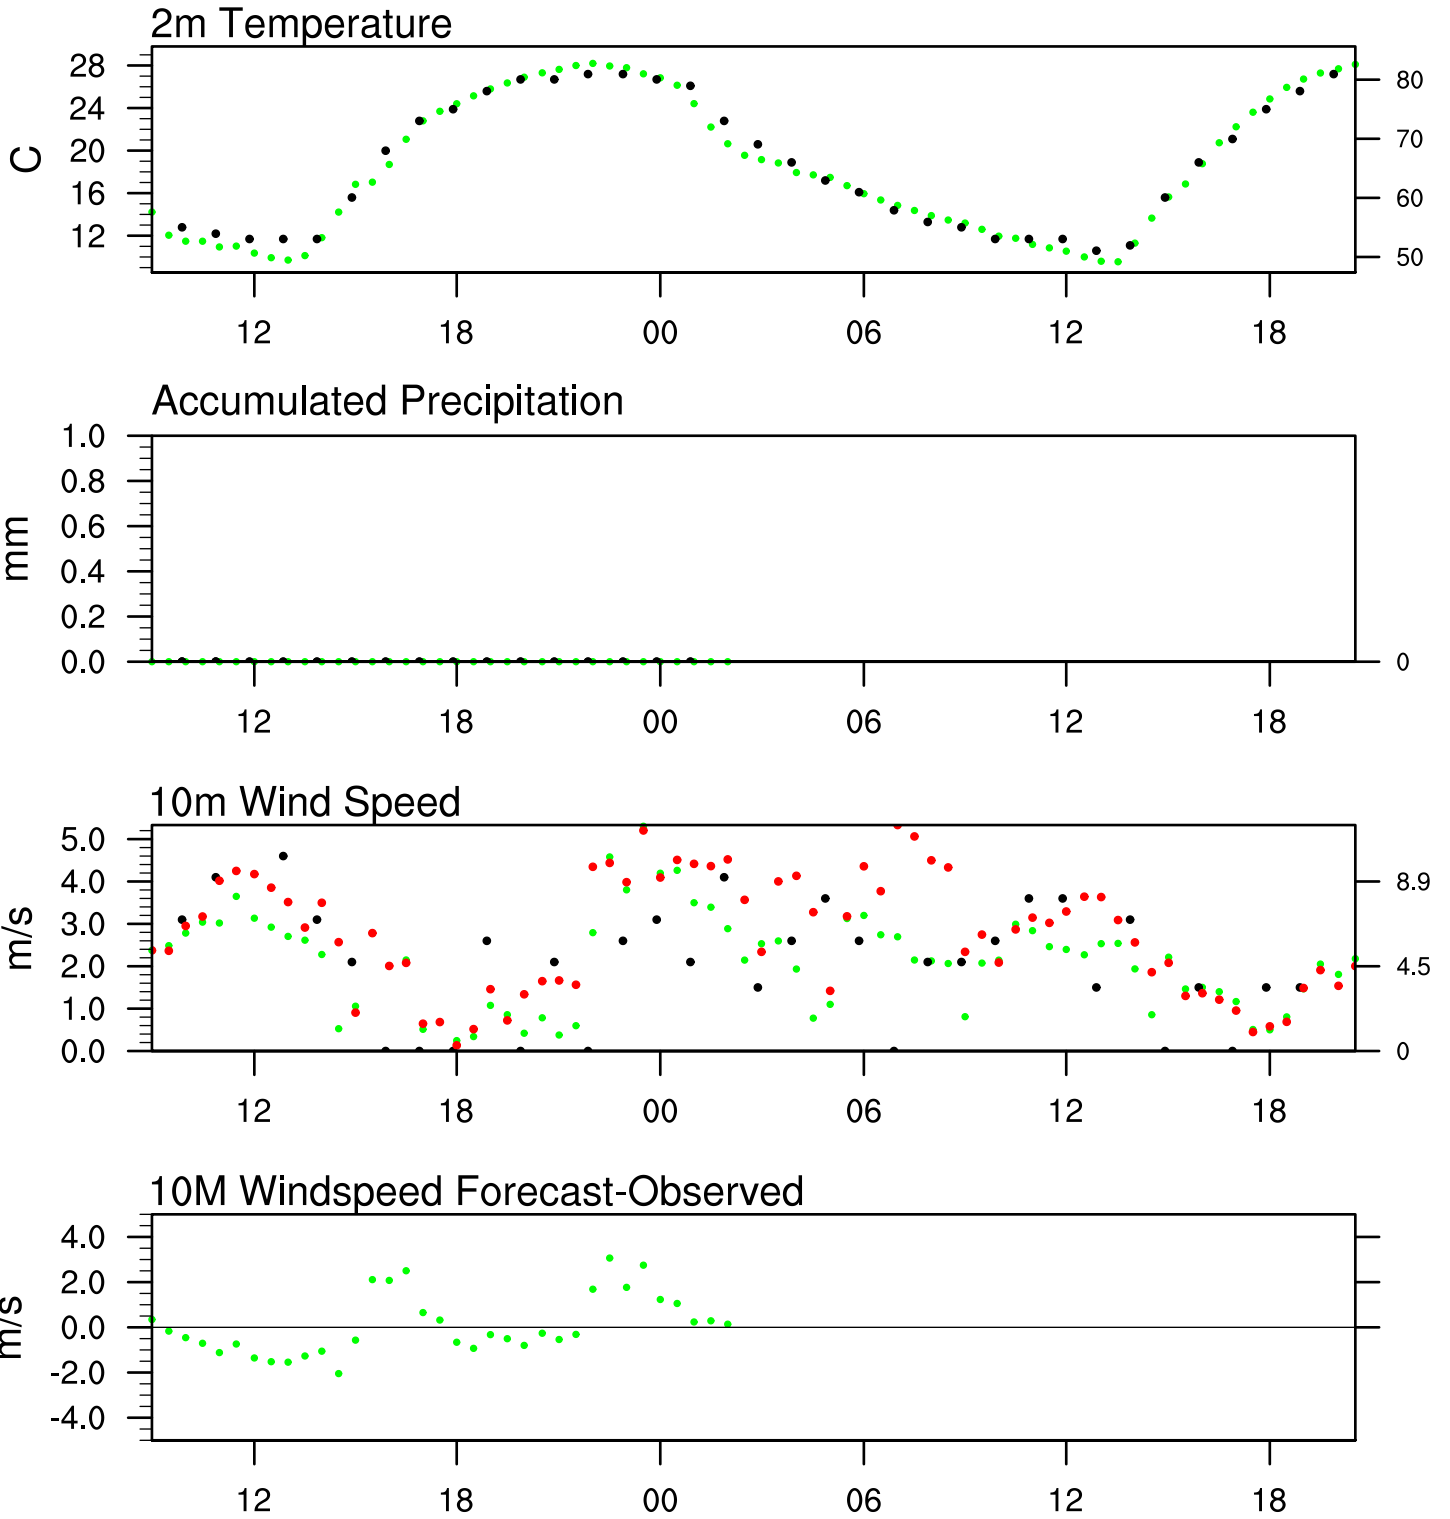 2m Temperature
28
24
20
16
12
C
80
70
60
50
12 18 00 06 12 18
Accumulated Precipitation
1.0
0.8
0.6
0.4
0.2
0.0
mm
0
12 18 00 06 12 18
10m Wind Speed
5.0
4.0
3.0
2.0
1.0
0.0
m/s
8.9
4.5
0
12 18 00 06 12 18
10M Windspeed Forecast-Observed
4.0
2.0
0.0
-2.0
-4.0
m/s
12 18 00 06 12 18